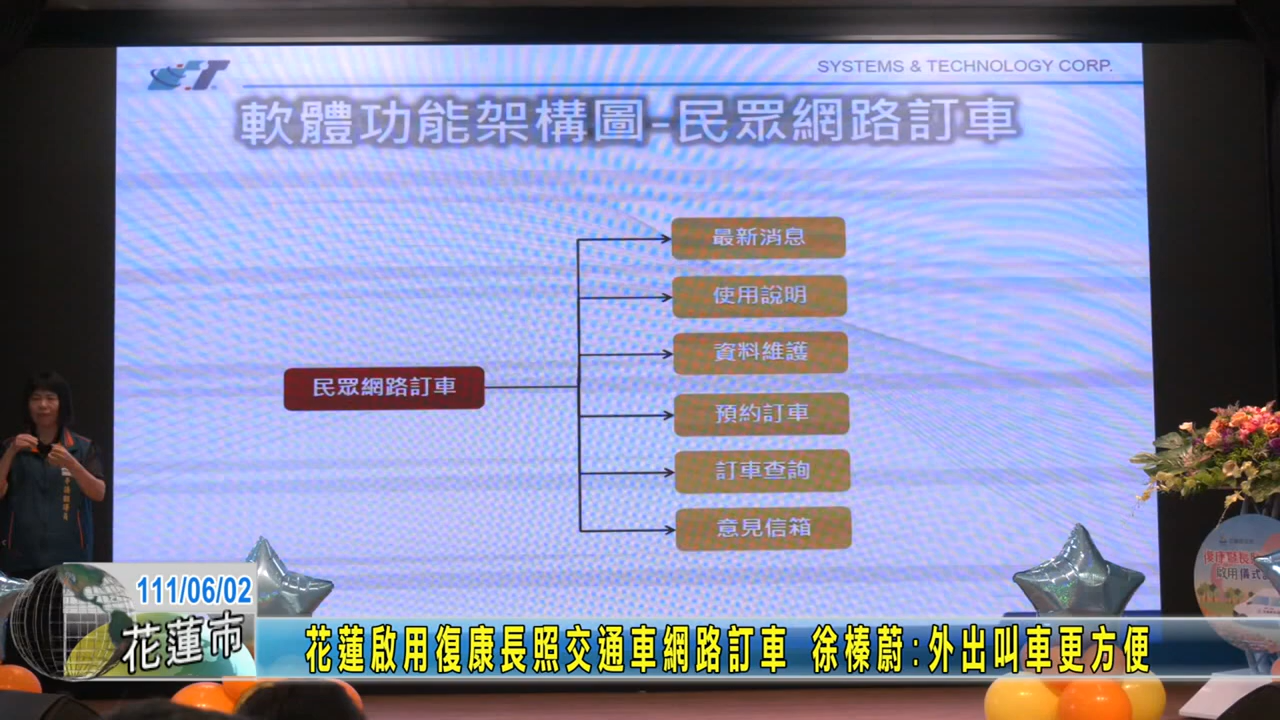 SYSTEMS & TECHNOLOGY CORP.
軟體功能架構圖-民眾網路訂車
最新消息
使用說明
資料維護
民眾網路訂車
預約訂車
訂車查詢
意見信箱
111/06/02
花蓮市
花蓮啟用復康長照交通車網路訂車 徐榛蔚:外出叫車更方便